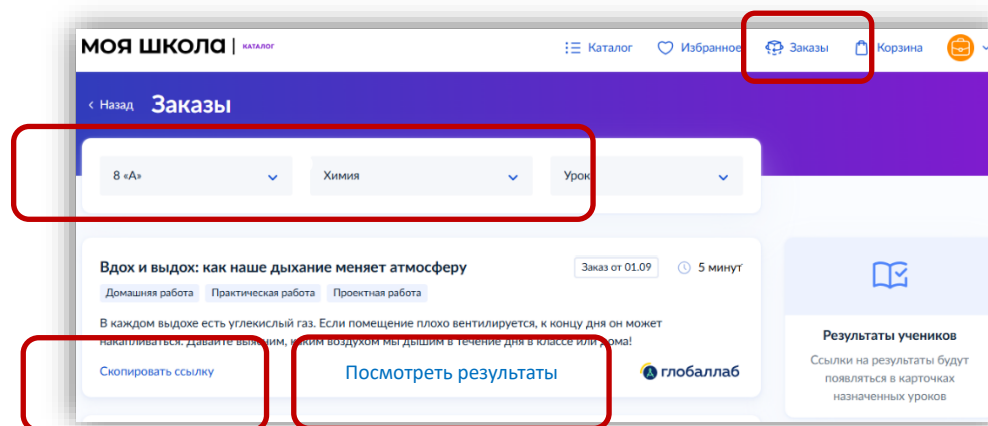 МОЯ ШКОЛА | КАТАЛОГ
Каталог
Избранное
Заказы
Корзина
Назад
Заказы
8 «А»
Химия
Урок
Вдох и выдох: как наше дыхание меняет атмосферу
Заказ от 01.09
5 минут
Домашняя работа
Практическая работа
Проектная работа
В каждом выдохе есть углекислый газ. Если помещение плохо вентилируется, к концу дня он может
накапливаться. Давайте выясним, каким воздухом мы дышим в течение дня в классе или дома!
Скопировать ссылку
Посмотреть результаты
глобаллаб
Результаты учеников
Ссылки на результаты будут
появляться в карточках
назначенных уроков